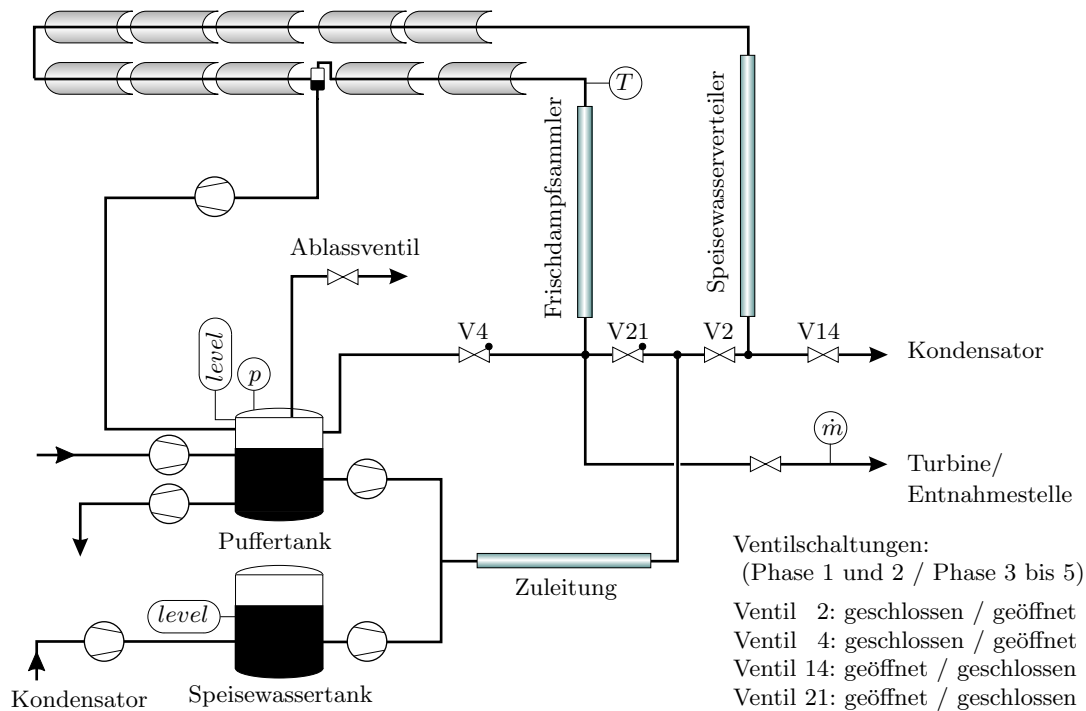 T
Frischdampfsammler
Speisewasserverteiler
Ablassventil
V4
V21
V2
V14
Kondensator
level
p
ṁ
Turbine/
Entnahmestelle
Puffertank
Zuleitung
level
Kondensator
Speisewassertank
Ventilschaltungen:
(Phase 1 und 2 / Phase 3 bis 5)
Ventil 2: geschlossen / geöffnet
Ventil 4: geschlossen / geöffnet
Ventil 14: geöffnet / geschlossen
Ventil 21: geöffnet / geschlossen